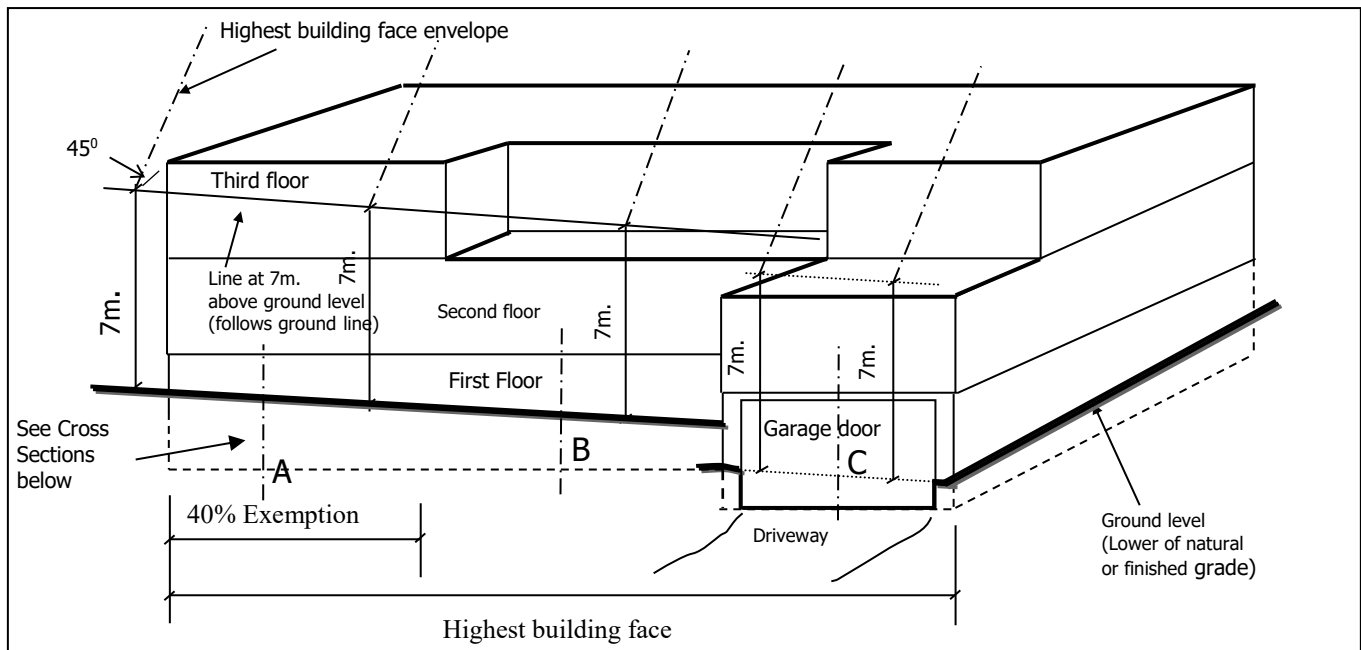 Highest building face envelope
45⁰
Third floor
Line at 7m.
above ground level
(follows ground line)
7m.
7m.
7m.
7m.
7m.
Second floor
First Floor
Garage door
See Cross
Sections
below
A
B
C
40% Exemption
Driveway
Ground level
(Lower of natural
or finished grade)
Highest building face